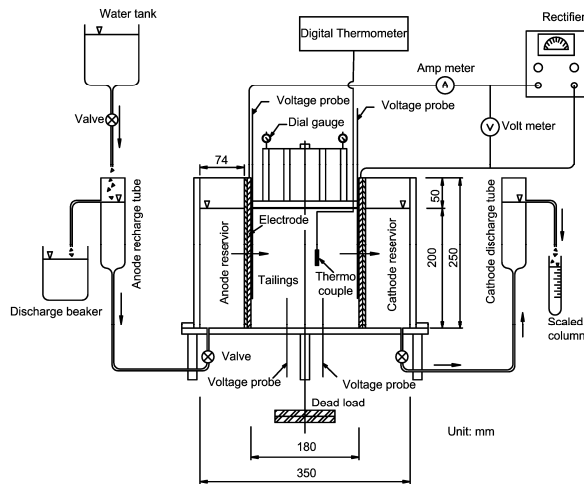 Water tank
Rectifier
Digital Thermometer
Amp meter
Valve
Voltage probe
Voltage probe
Dial gauge
Volt meter
74
50
Anode recharge tube
Anode reservior
Electrode
Tailings
Thermo
couple
Cathode reservior
200
250
Cathode discharge tube
Discharge beaker
Scaled
column
Valve
Voltage probe
Voltage probe
Dead load
180
350
Unit: mm
A
V